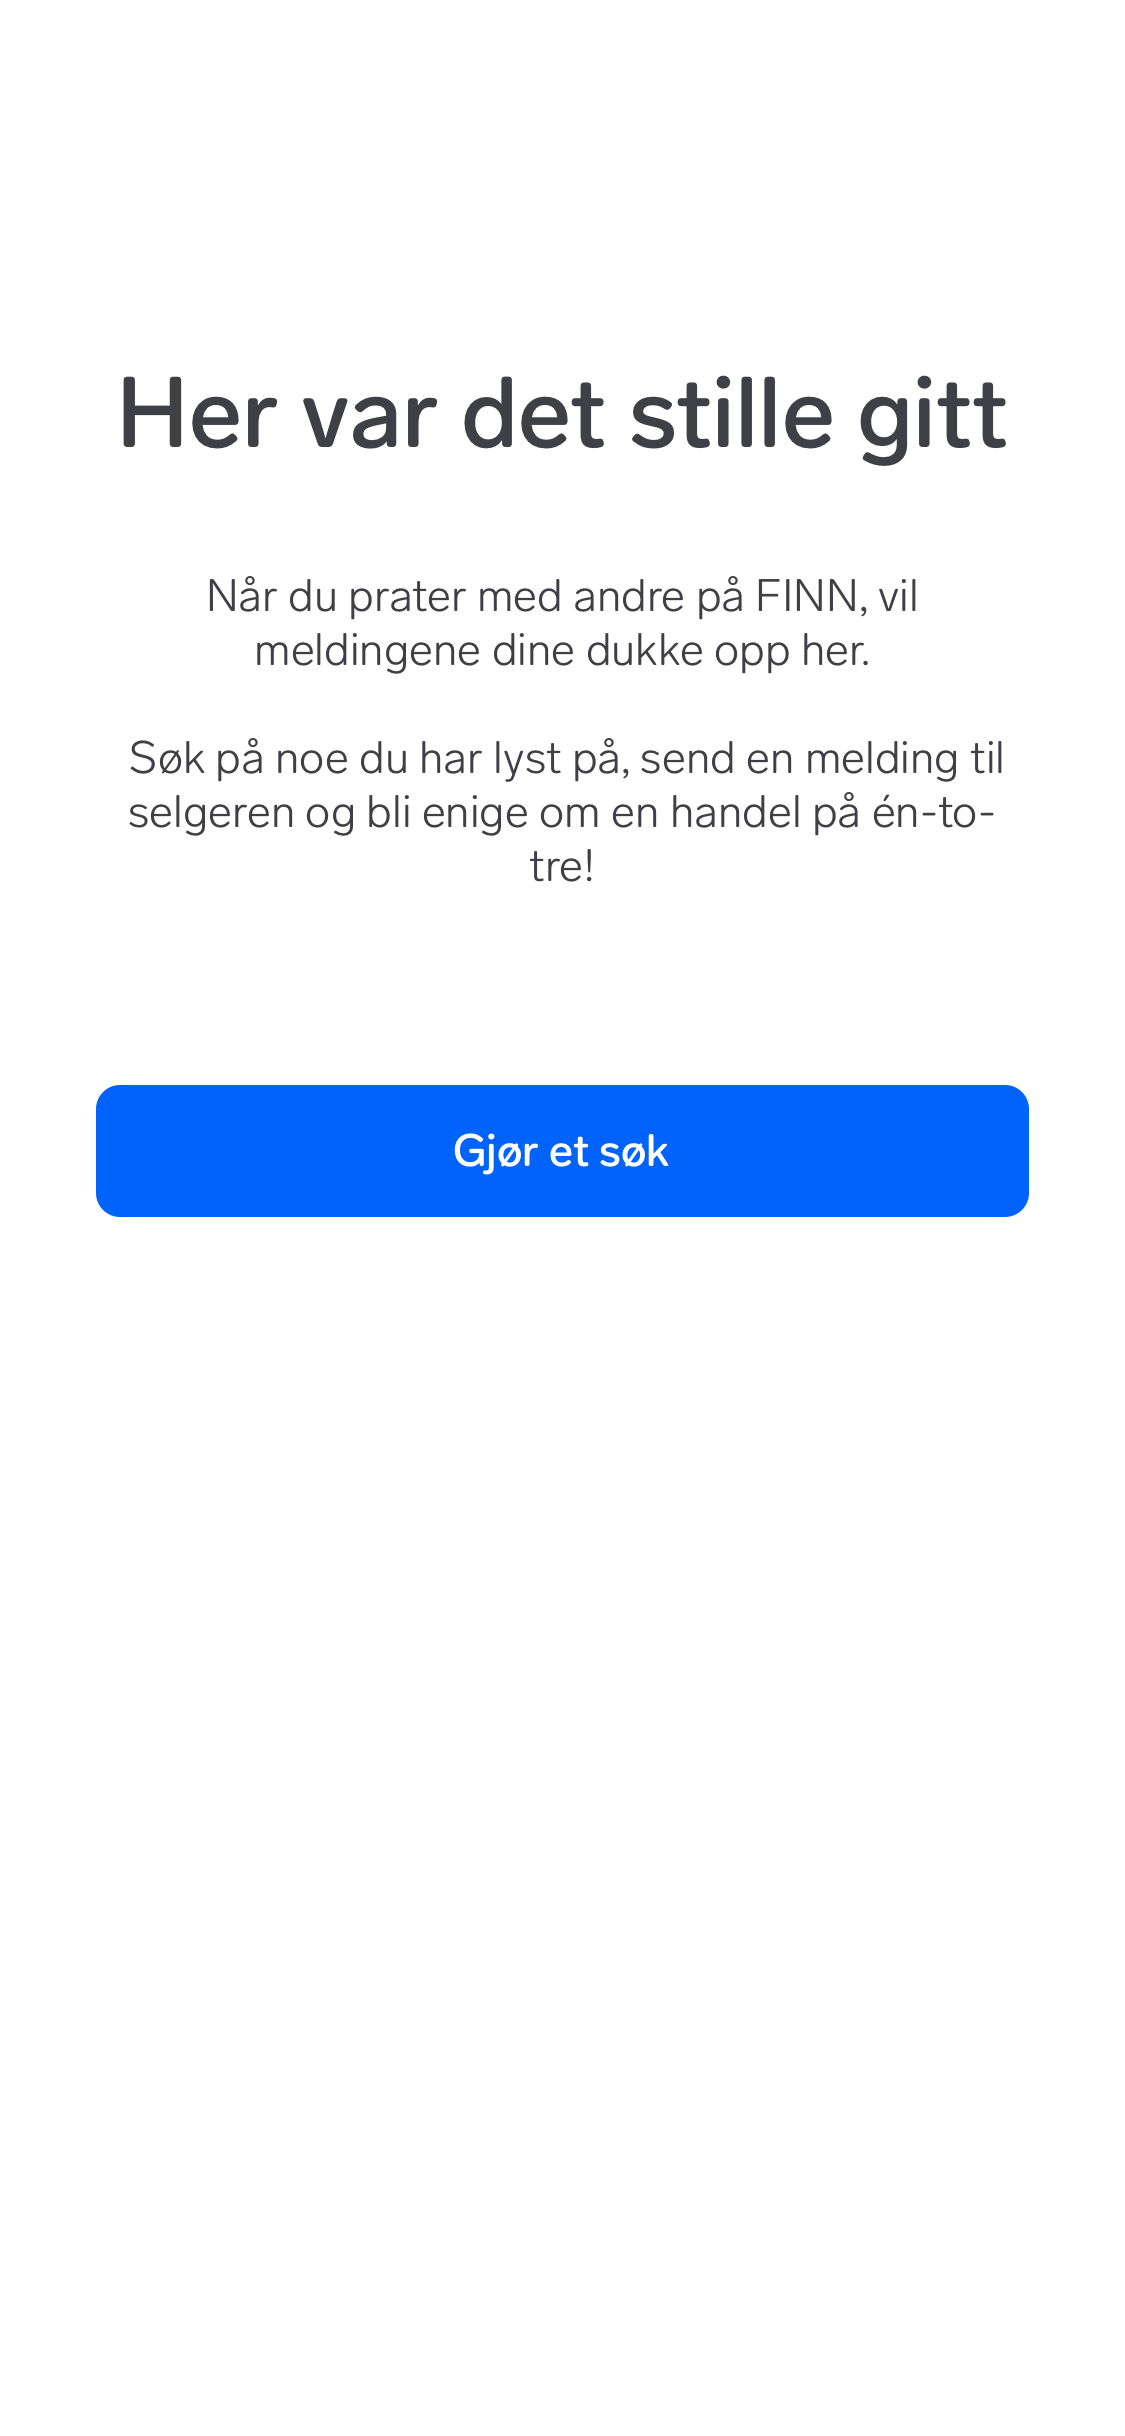 Her var det stille gitt
Når du prater med andre på FINN, vil
meldingene dine dukke opp her.
Søk på noe du har lyst på, send en melding til
selgeren og bli enige om en handel på én-to-
tre!
Gjør et søk